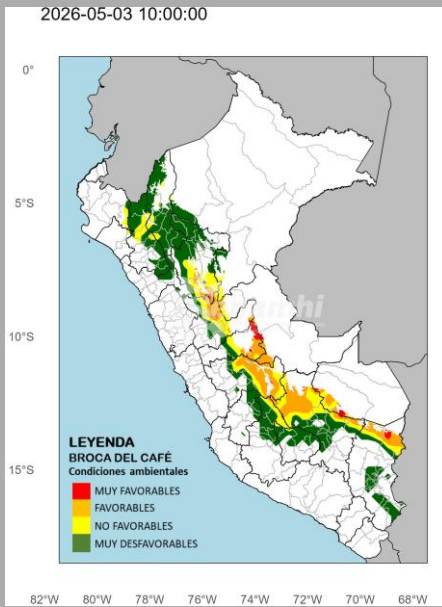 2026-05-03 10:00:00
0°
5°S
10°S
15°S
senamhi
LEYENDA
BROCA DEL CAFÉ
Condiciones ambientales
MUY FAVORABLES
FAVORABLES
NO FAVORABLES
MUY DESFAVORABLES
82°W 80°W 78°W 76°W 74°W 72°W 70°W 68°W